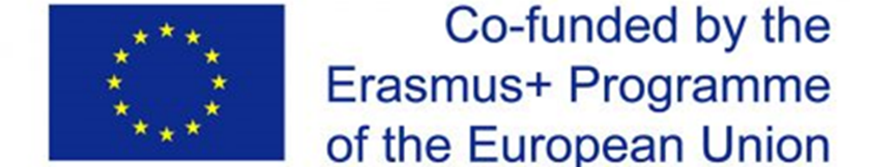 Co-funded by the
Erasmus+ Programme
of the European Union